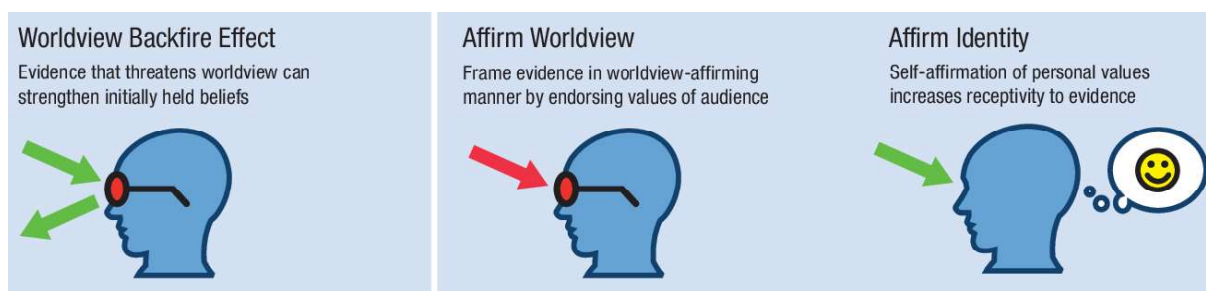 Worldview Backfire Effect
Evidence that threatens worldview can
strengthen initially held beliefs
Affirm Worldview
Frame evidence in worldview-affirming
manner by endorsing values of audience
Affirm Identity
Self-affirmation of personal values
increases receptivity to evidence